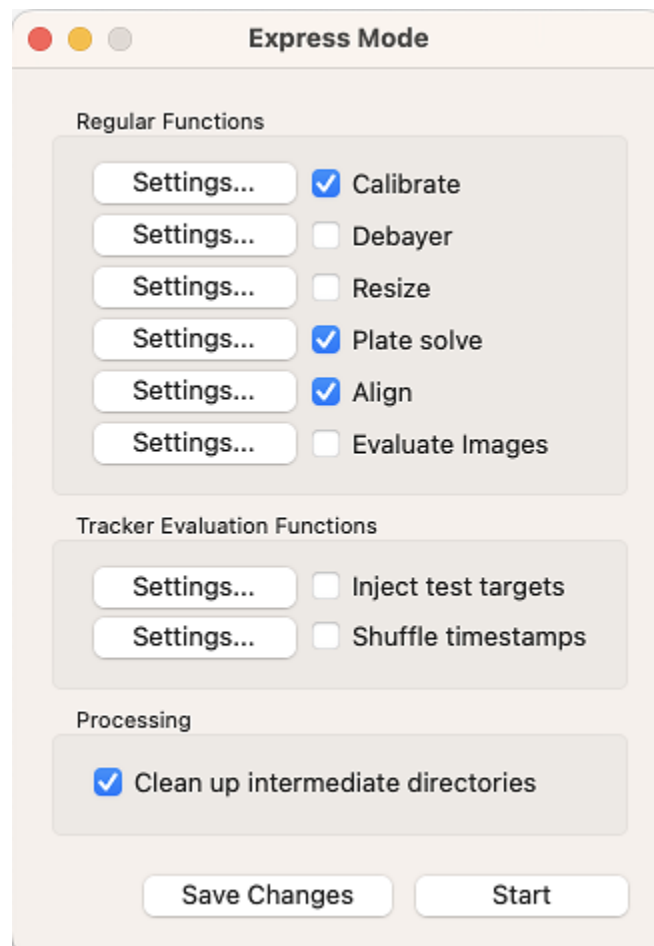 Express Mode
Regular Functions
Settings... Calibrate
Settings... Debayer
Settings... Resize
Settings... Plate solve
Settings... Align
Settings... Evaluate Images
Tracker Evaluation Functions
Settings... Inject test targets
Settings... Shuffle timestamps
Processing
Clean up intermediate directories
Save Changes Start